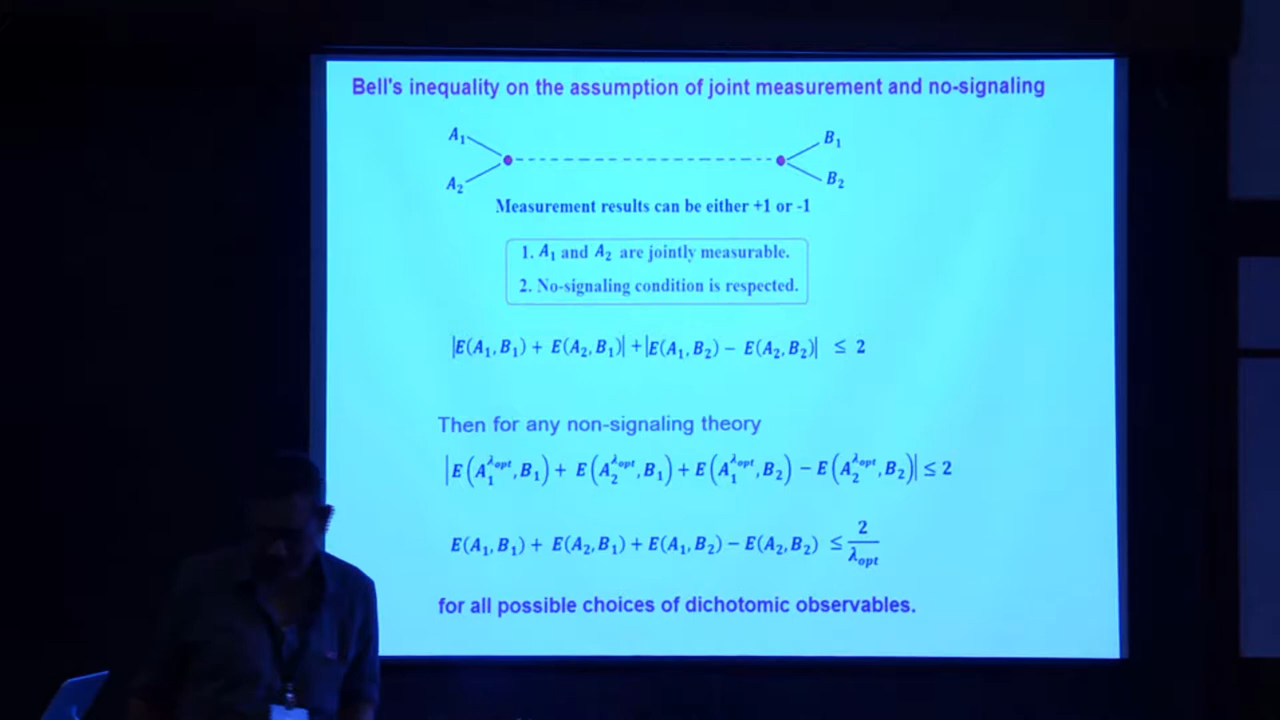 Bell's inequality on the assumption of joint measurement and no-signaling
A₁ B₁
A₂ B₂
Measurement results can be either +1 or -1
1. A₁ and A₂ are jointly measurable.
2. No-signaling condition is respected.
|E(A₁, B₁) + E(A₂, B₁)| + |E(A₁, B₂) − E(A₂, B₂)| ≤ 2
Then for any non-signaling theory
|E(A₁^λopt, B₁) + E(A₂^λopt, B₁) + E(A₁^λopt, B₂) − E(A₂^λopt, B₂)| ≤ 2
E(A₁, B₁) + E(A₂, B₁) + E(A₁, B₂) − E(A₂, B₂) ≤ 2/λopt
for all possible choices of dichotomic observables.